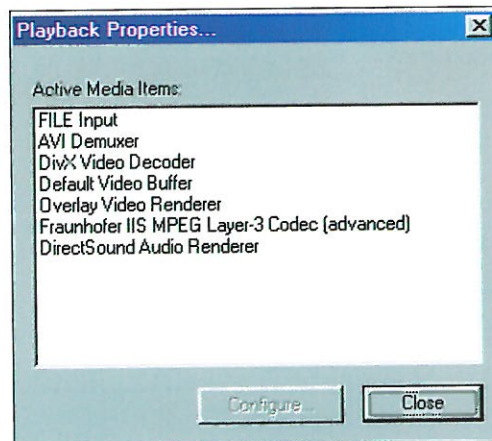 Playback Properties...
Active Media Items:
FILE Input
AVI Demuxer
DivX Video Decoder
Default Video Buffer
Overlay Video Renderer
Fraunhofer IIS MPEG Layer-3 Codec (advanced)
DirectSound Audio Renderer
Configure...
Close